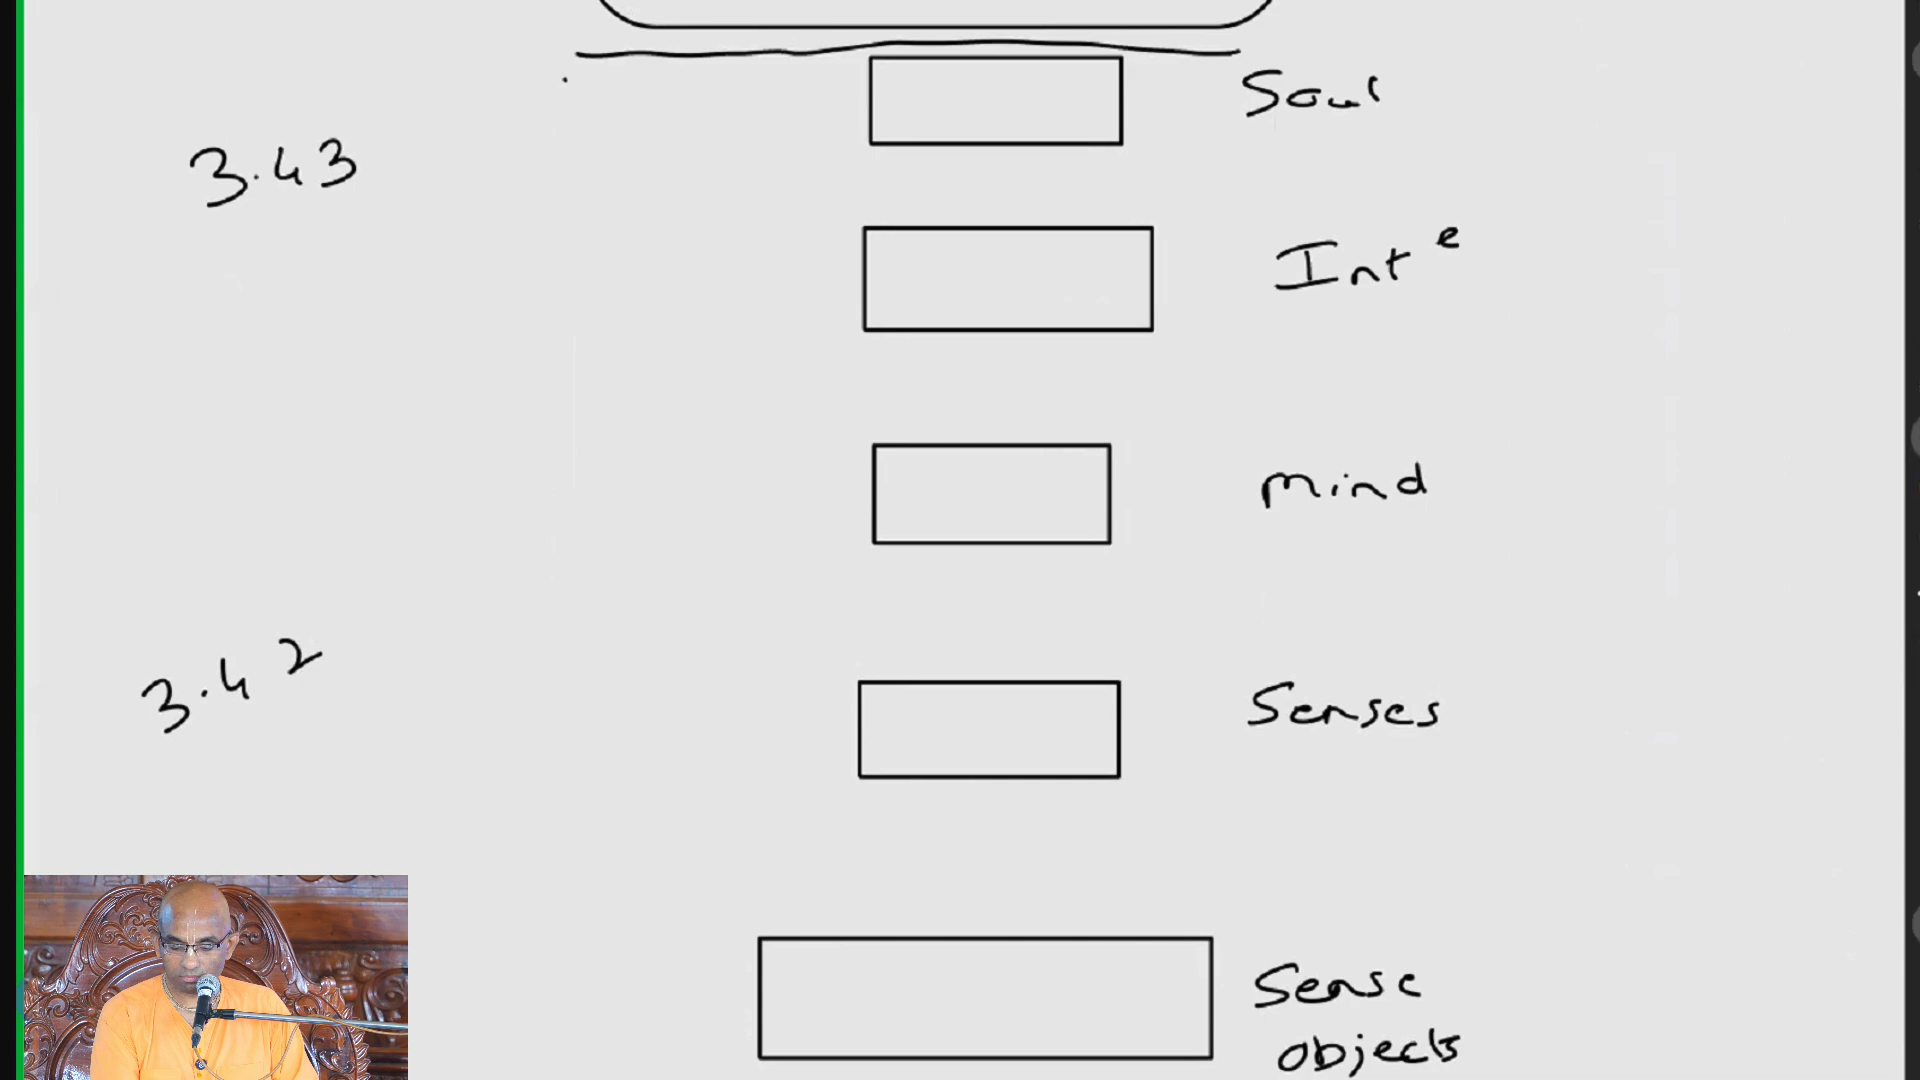 Soul
3.43
Int e
mind
3.42
Senses
Sense
objects